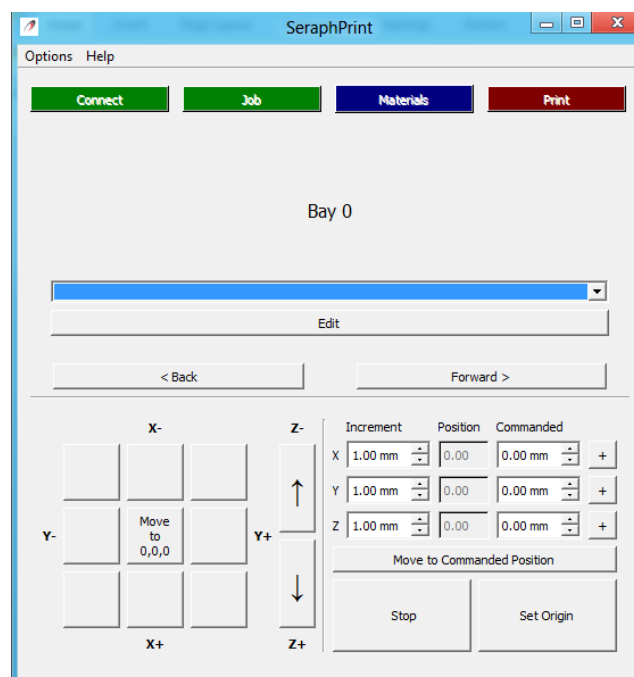 SeraphPrint
Options Help
Connect Job Materials Print
Bay 0
Edit
< Back Forward >
X- Z- Increment Position Commanded
X 1.00 mm 0.00 0.00 mm +
Y 1.00 mm 0.00 0.00 mm +
Y- Move to 0,0,0 Y+ Z 1.00 mm 0.00 0.00 mm +
Move to Commanded Position
Stop Set Origin
X+ Z+